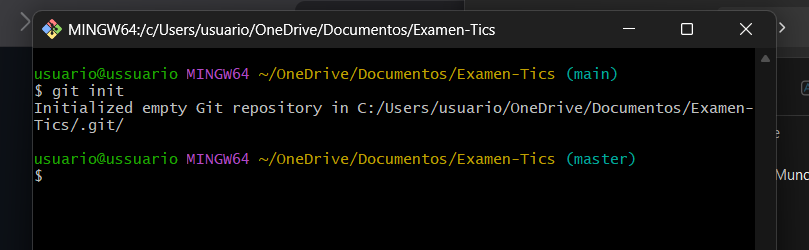 MINGW64:/c/Users/usuario/OneDrive/Documentos/Examen-Tics
usuario@ussuario MINGW64 ~/OneDrive/Documentos/Examen-Tics (main)
$ git init
Initialized empty Git repository in C:/Users/usuario/OneDrive/Documentos/Examen-
Tics/.git/
usuario@ussuario MINGW64 ~/OneDrive/Documentos/Examen-Tics (master)
$